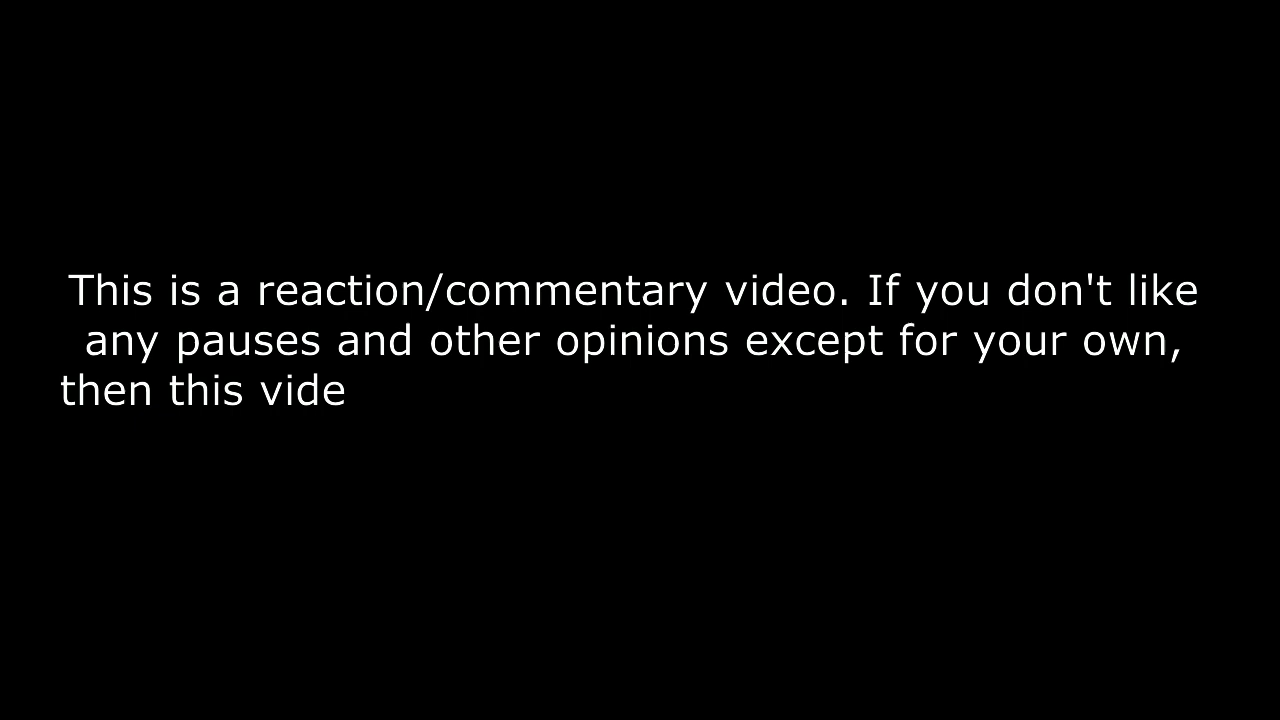 This is a reaction/commentary video. If you don't like
any pauses and other opinions except for your own,
then this vide